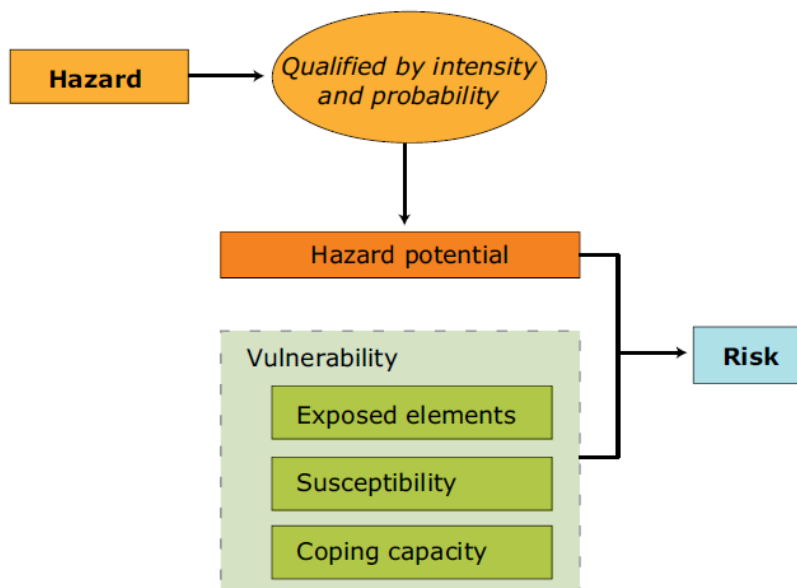 Hazard
Qualified by intensity
and probability
Hazard potential
Vulnerability
Exposed elements
Susceptibility
Coping capacity
Risk